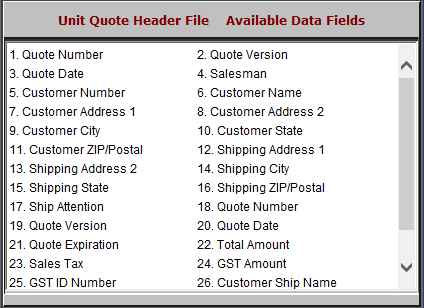 Unit Quote Header File    Available Data Fields
1. Quote Number    2. Quote Version
3. Quote Date    4. Salesman
5. Customer Number    6. Customer Name
7. Customer Address 1    8. Customer Address 2
9. Customer City    10. Customer State
11. Customer ZIP/Postal    12. Shipping Address 1
13. Shipping Address 2    14. Shipping City
15. Shipping State    16. Shipping ZIP/Postal
17. Ship Attention    18. Quote Number
19. Quote Version    20. Quote Date
21. Quote Expiration    22. Total Amount
23. Sales Tax    24. GST Amount
25. GST ID Number    26. Customer Ship Name